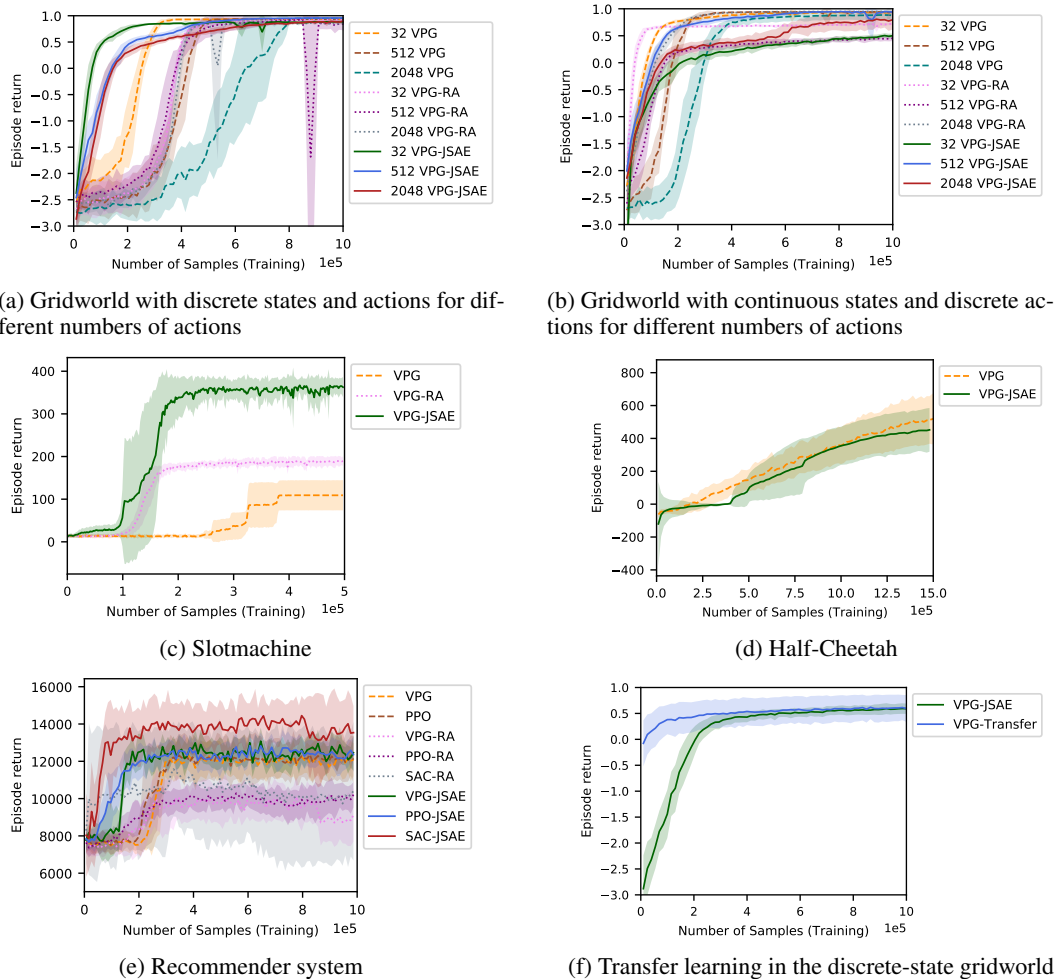 1.0
0.5
0.0
−0.5
−1.0
−1.5
−2.0
−2.5
−3.0
Episode return
0 2 4 6 8 10
Number of Samples (Training) 1e5
32 VPG
512 VPG
2048 VPG
32 VPG-RA
512 VPG-RA
2048 VPG-RA
32 VPG-JSAE
512 VPG-JSAE
2048 VPG-JSAE
(a) Gridworld with discrete states and actions for dif-
ferent numbers of actions
1.0
0.5
0.0
−0.5
−1.0
−1.5
−2.0
−2.5
−3.0
Episode return
0 2 4 6 8 10
Number of Samples (Training) 1e5
32 VPG
512 VPG
2048 VPG
32 VPG-RA
512 VPG-RA
2048 VPG-RA
32 VPG-JSAE
512 VPG-JSAE
2048 VPG-JSAE
(b) Gridworld with continuous states and discrete ac-
tions for different numbers of actions
400
300
200
100
0
Episode return
0 1 2 3 4 5
Number of Samples (Training) 1e5
VPG
VPG-RA
VPG-JSAE
(c) Slotmachine
800
600
400
200
0
−200
−400
Episode return
0.0 2.5 5.0 7.5 10.0 12.5 15.0
Number of Samples (Training) 1e5
VPG
VPG-JSAE
(d) Half-Cheetah
16000
14000
12000
10000
8000
6000
Episode return
0 2 4 6 8 10
Number of Samples (Training) 1e5
VPG
PPO
VPG-RA
PPO-RA
SAC-RA
VPG-JSAE
PPO-JSAE
SAC-JSAE
(e) Recommender system
1.0
0.5
0.0
−0.5
−1.0
−1.5
−2.0
−2.5
−3.0
Episode return
0 2 4 6 8 10
Number of Samples (Training) 1e5
VPG-JSAE
VPG-Transfer
(f) Transfer learning in the discrete-state gridworld